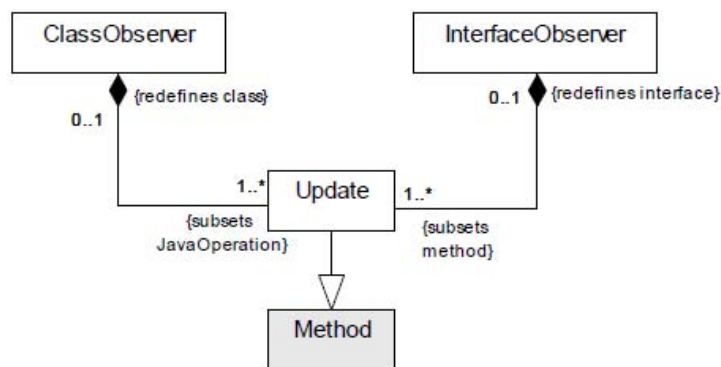 ClassObserver
InterfaceObserver
{redefines class}
{redefines interface}
0..1
0..1
1..*
Update
1..*
{subsets
JavaOperation}
{subsets
method}
Method